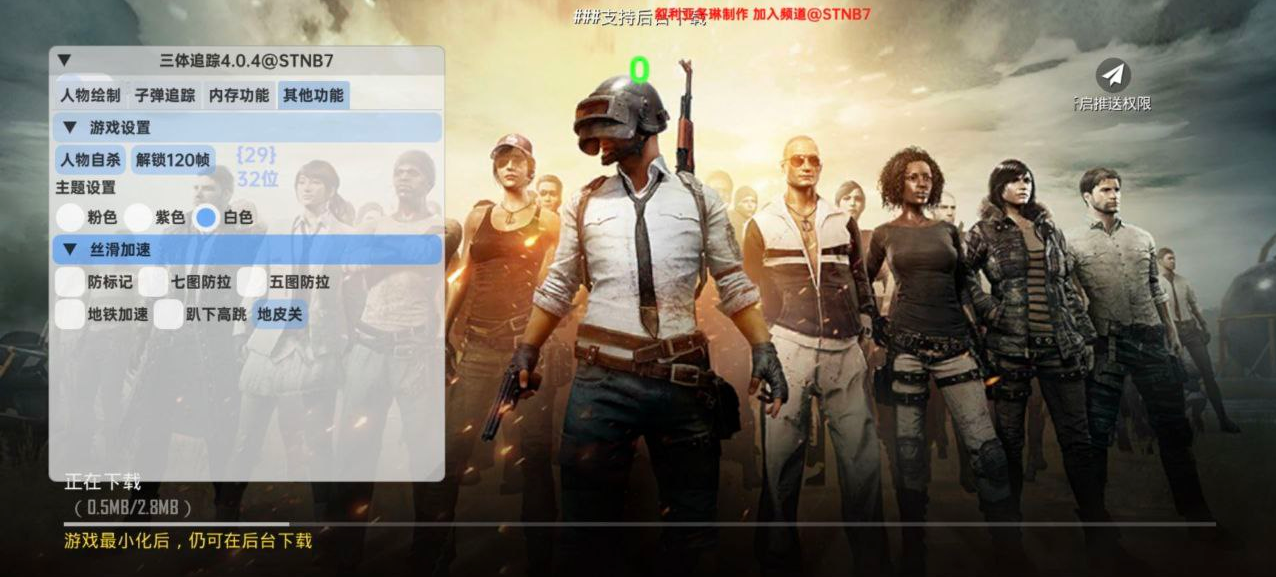 ###支持后台下载
叙利亚冬琳制作 加入频道@STNB7
0
三体追踪4.0.4@STNB7
人物绘制 子弹追踪 内存功能 其他功能
启推送权限
游戏设置
人物自杀 解锁120帧
{29}
32位
主题设置
粉色 紫色 白色
丝滑加速
防标记 七图防拉 五图防拉
地铁加速 趴下高跳 地皮关
正在下载
（0.5MB/2.8MB）
游戏最小化后，仍可在后台下载